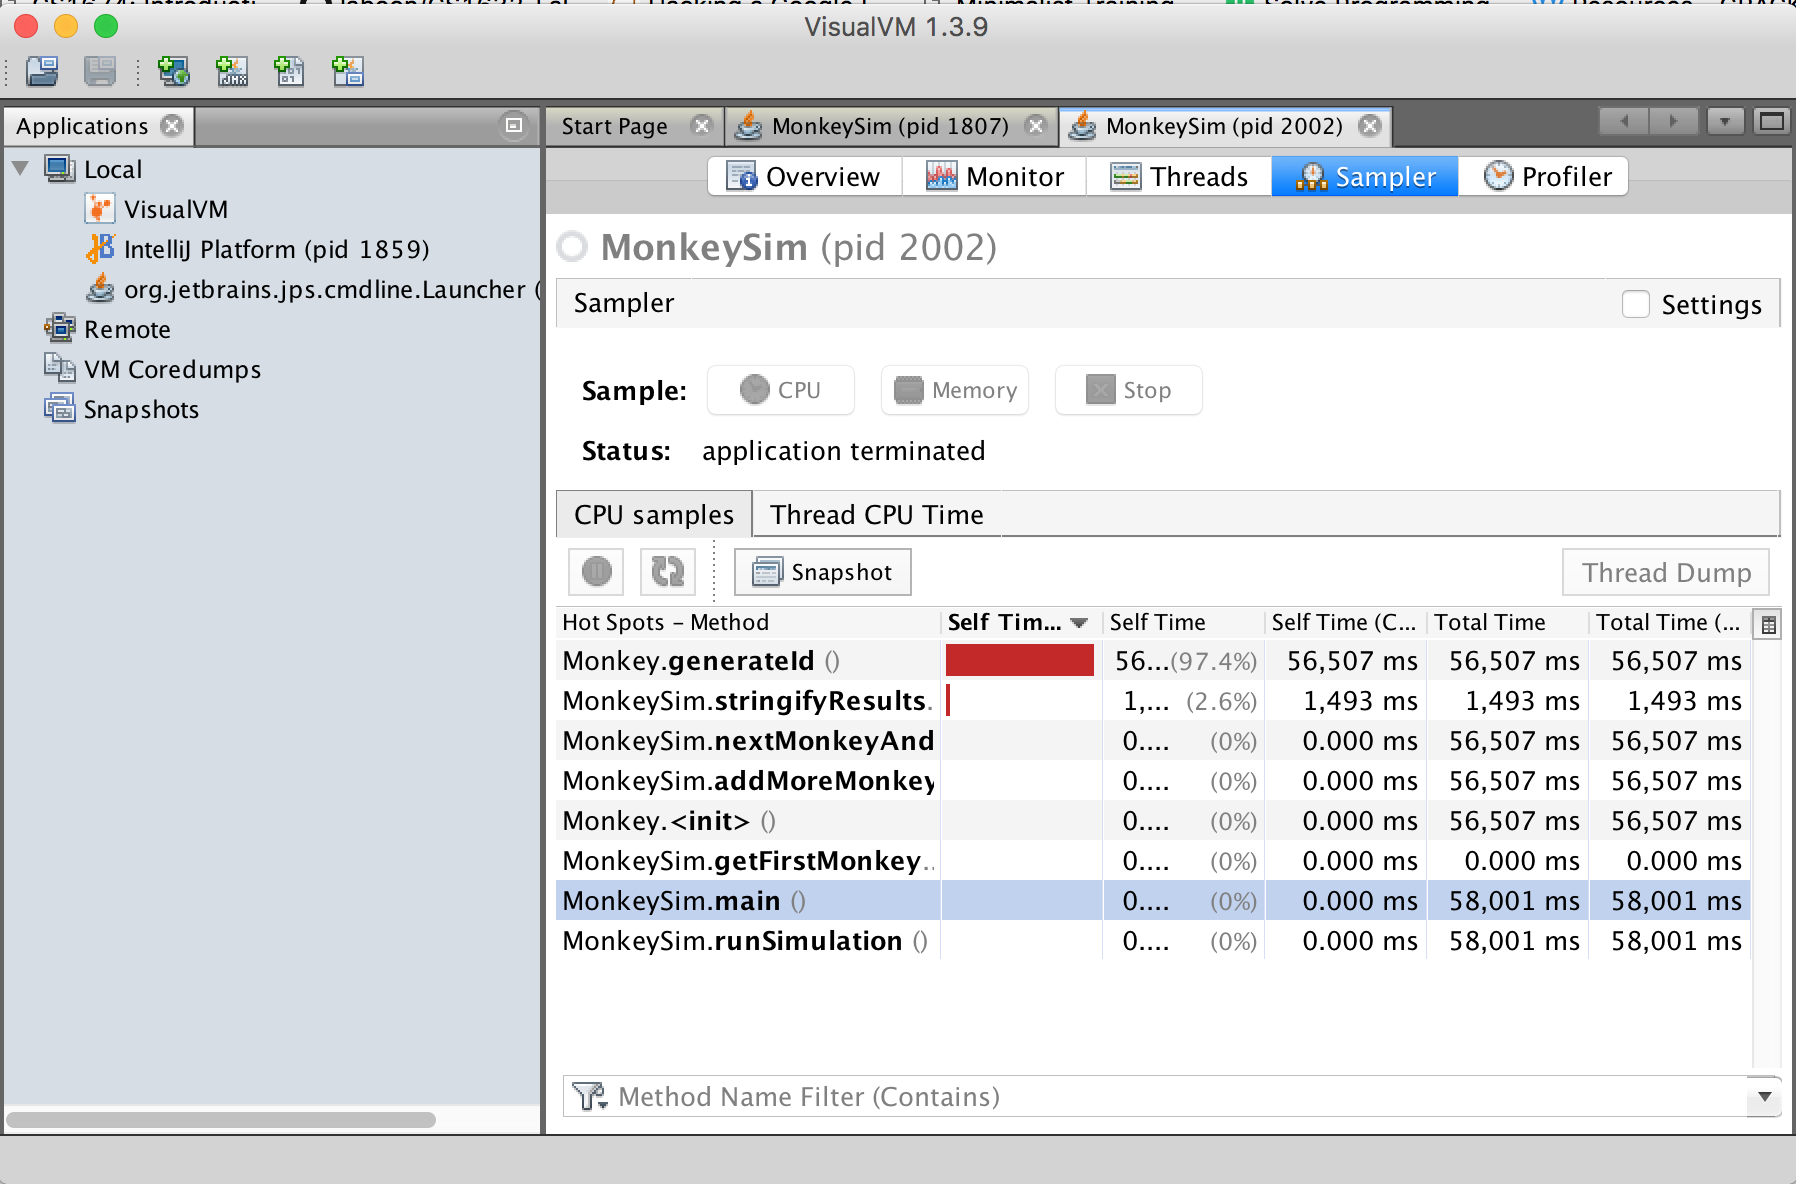 VisualVM 1.3.9
Applications
Start Page
MonkeySim (pid 1807)
MonkeySim (pid 2002)
Local
VisualVM
IntelliJ Platform (pid 1859)
org.jetbrains.jps.cmdline.Launcher (
Remote
VM Coredumps
Snapshots
Overview
Monitor
Threads
Sampler
Profiler
MonkeySim (pid 2002)
Sampler
Settings
Sample:
CPU
Memory
Stop
Status: application terminated
CPU samples
Thread CPU Time
Snapshot
Thread Dump
Hot Spots – Method Self Tim... Self Time Self Time (C... Total Time Total Time (...
Monkey.generateId () 56...(97.4%) 56,507 ms 56,507 ms 56,507 ms
MonkeySim.stringifyResults. 1,... (2.6%) 1,493 ms 1,493 ms 1,493 ms
MonkeySim.nextMonkeyAnd 0.... (0%) 0.000 ms 56,507 ms 56,507 ms
MonkeySim.addMoreMonkey 0.... (0%) 0.000 ms 56,507 ms 56,507 ms
Monkey.<init> () 0.... (0%) 0.000 ms 56,507 ms 56,507 ms
MonkeySim.getFirstMonkey.. 0.... (0%) 0.000 ms 0.000 ms 0.000 ms
MonkeySim.main () 0.... (0%) 0.000 ms 58,001 ms 58,001 ms
MonkeySim.runSimulation () 0.... (0%) 0.000 ms 58,001 ms 58,001 ms
Method Name Filter (Contains)